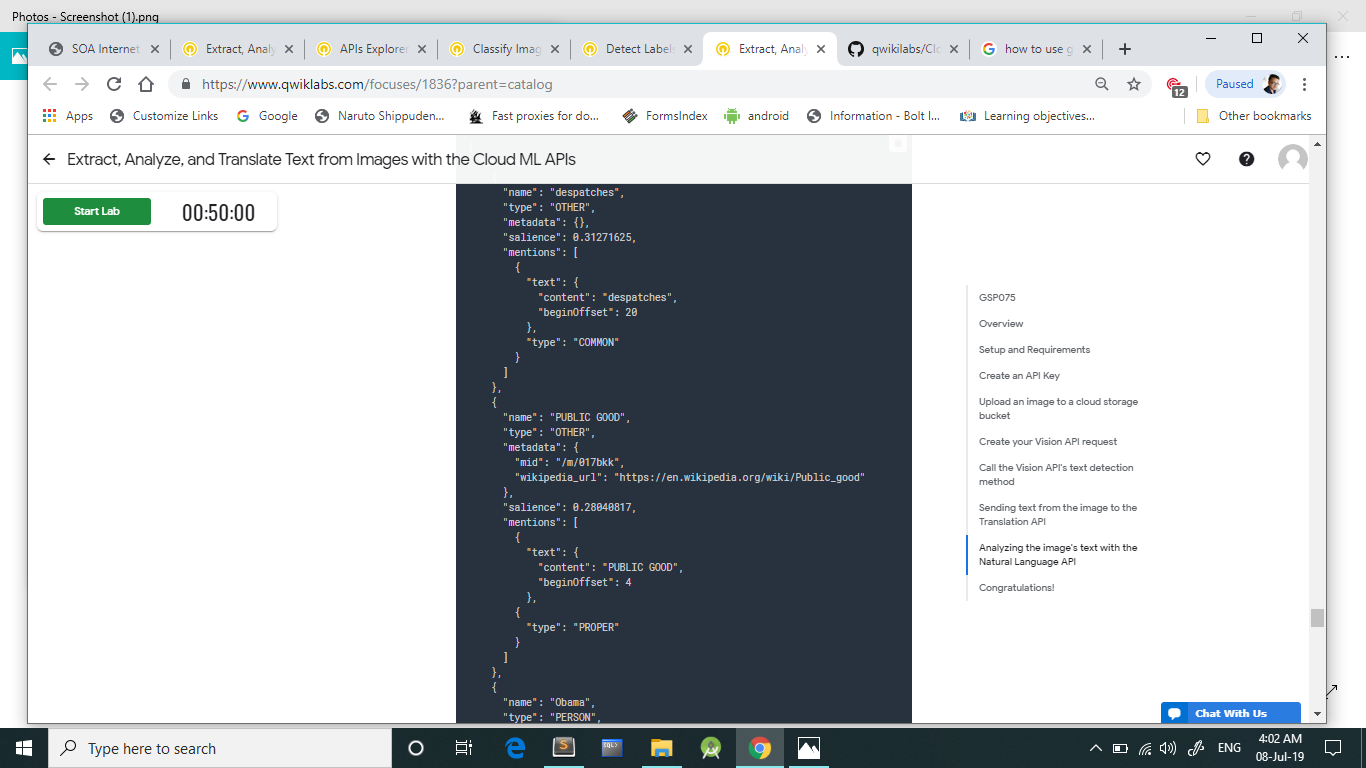 Photos - Screenshot (1).png
SOA Internet
Extract, Analy
APIs Explorer
Classify Imag
Detect Labels
Extract, Analy
qwikilabs/Clo
how to use g
https://www.qwiklabs.com/focuses/1836?parent=catalog
12
Paused
Apps
Customize Links
Google
Naruto Shippuden...
Fast proxies for do...
FormsIndex
android
Information - Bolt I...
Learning objectives...
Other bookmarks
Extract, Analyze, and Translate Text from Images with the Cloud ML APIs
Start Lab
00:50:00
"name": "despatches",
"type": "OTHER",
"metadata": {},
"salience": 0.31271625,
"mentions": [
{
"text": {
"content": "despatches",
"beginOffset": 20
},
"type": "COMMON"
}
]
},
{
"name": "PUBLIC GOOD",
"type": "OTHER",
"metadata": {
"mid": "/m/017bkk",
"wikipedia_url": "https://en.wikipedia.org/wiki/Public_good"
},
"salience": 0.28040817,
"mentions": [
{
"text": {
"content": "PUBLIC GOOD",
"beginOffset": 4
},
{
"type": "PROPER"
}
]
},
{
"name": "Obama",
"type": "PERSON",
GSP075
Overview
Setup and Requirements
Create an API Key
Upload an image to a cloud storage
bucket
Create your Vision API request
Call the Vision API's text detection
method
Sending text from the image to the
Translation API
Analyzing the image's text with the
Natural Language API
Congratulations!
Chat With Us
Type here to search
ENG
4:02 AM
08-Jul-19